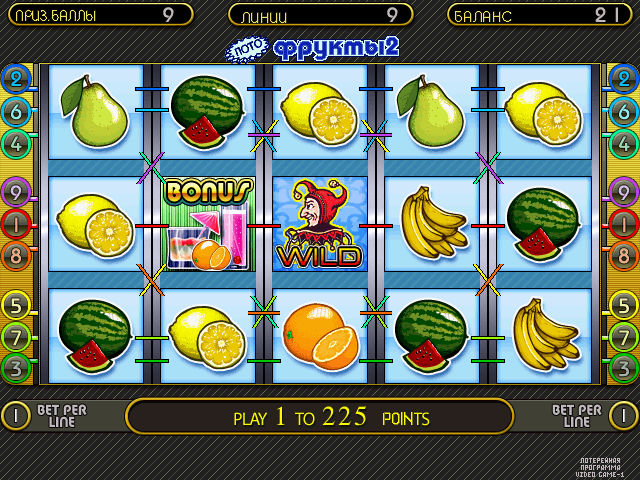 ПРИЗ.БАЛЛЫ 9
ЛИНИИ 9
БАЛАНС 21
ЛОТО ФРУКТЫ2
2 2
6 6
4 4
9 9
BONUS
1 1
WILD
8 8
5 5
7 7
3 3
1 BET PER LINE
PLAY 1 TO 225 POINTS
BET PER LINE 1
ЛОТЕРЕЙНАЯ
ПРОГРАММА
VIDEO GAME-1